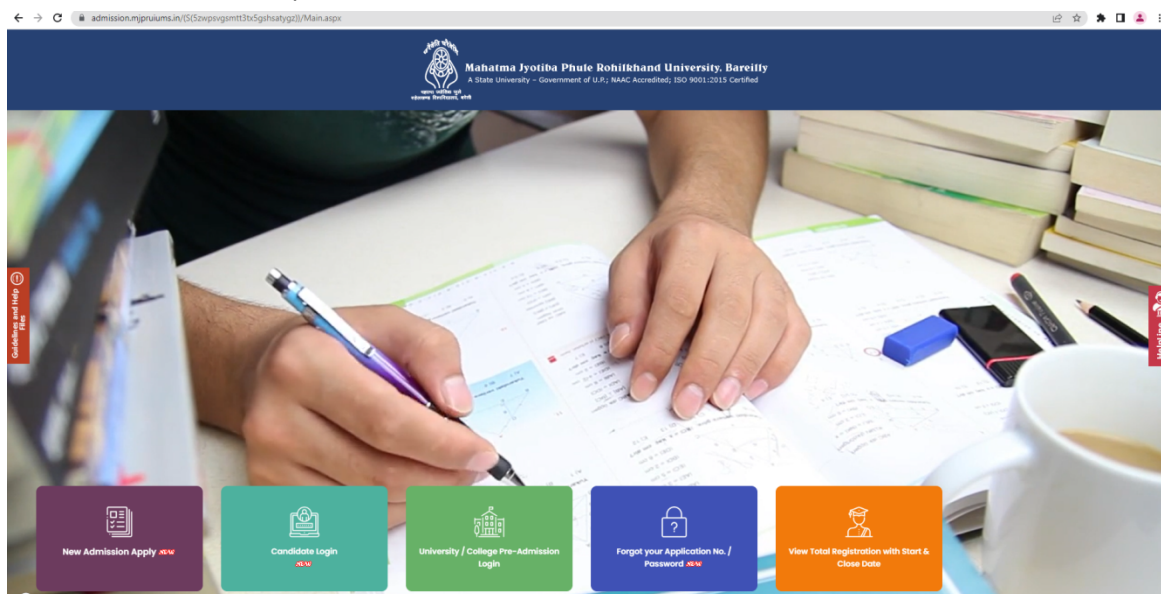 admission.mjpruiums.in/(S(5zwpsvgsmtt3tx5gshsatygz))/Main.aspx
Mahatma Jyotiba Phule Rohilkhand University, Bareilly
A State University - Government of U.P.; NAAC Accredited; ISO 9001:2015 Certified
Guidelines and Help
Files
HelpLine
New Admission Apply NEW
Candidate Login
NEW
University / College Pre-Admission
Login
Forgot your Application No. /
Password NEW
View Total Registration with Start &
Close Date